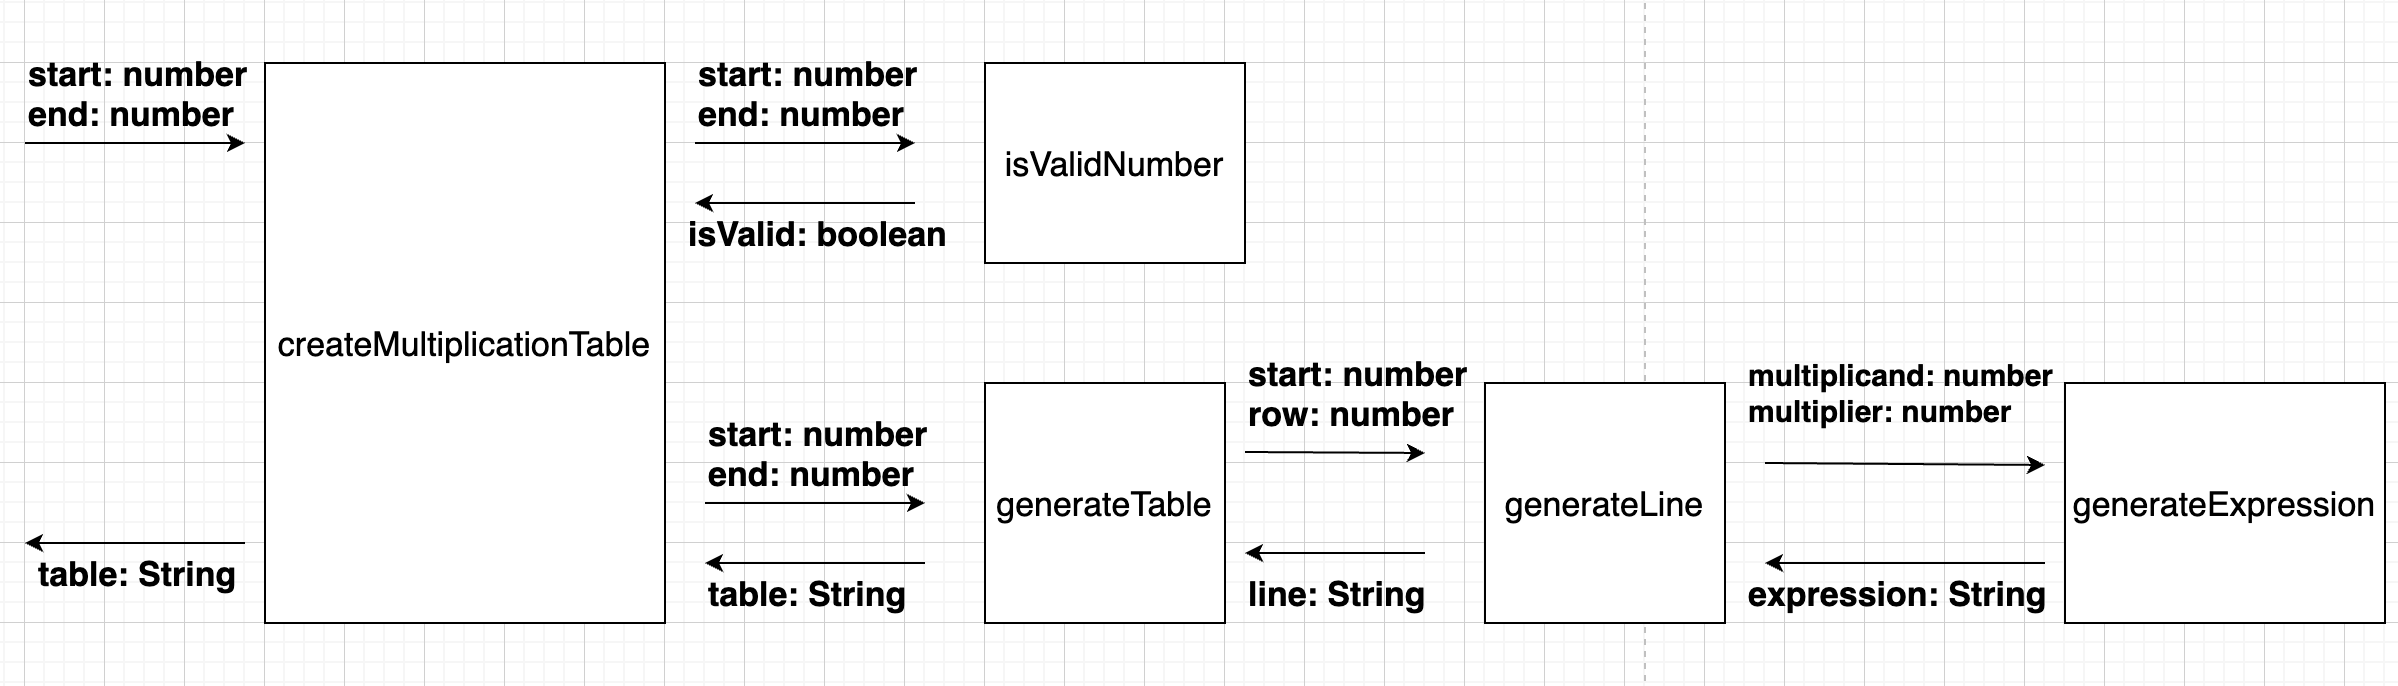 start: number
end: number
createMultiplicationTable
table: String
start: number
end: number
isValid: boolean
isValidNumber
start: number
end: number
table: String
generateTable
start: number
row: number
line: String
generateLine
multiplicand: number
multiplier: number
expression: String
generateExpression